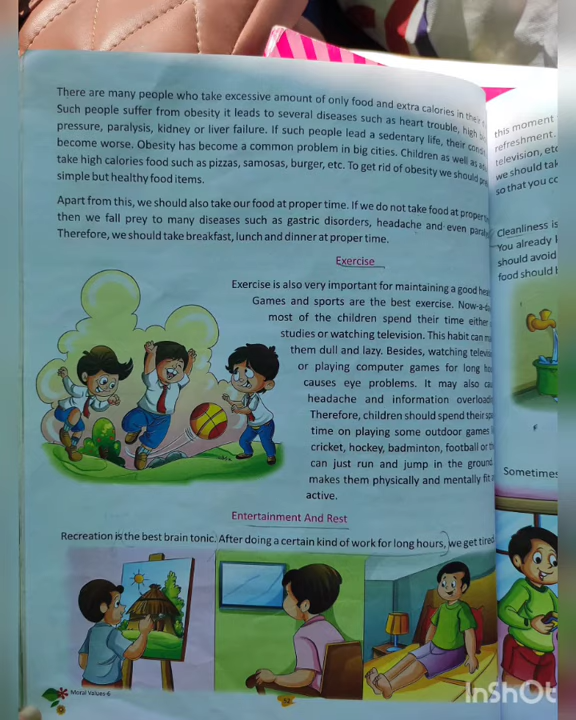 There are many people who take excessive amount of only food and extra calories in their
Such people suffer from obesity it leads to several diseases such as heart trouble, high
pressure, paralysis, kidney or liver failure. If such people lead a sedentary life, their
become worse. Obesity has become a common problem in big cities. Children as well as
take high calories food such as pizzas, samosas, burger, etc. To get rid of obesity we should
simple but healthy food items.
Apart from this, we should also take our food at proper time. If we do not take food at proper
then we fall prey to many diseases such as gastric disorders, headache and even
Therefore, we should take breakfast, lunch and dinner at proper time.
Exercise
Exercise is also very important for maintaining a good
Games and sports are the best exercise.
most of the children spend their time either
studies or watching television. This habit can
them dull and lazy. Besides, watching
or playing computer games for long
causes eye problems. It may also
headache and information
Therefore, children should spend their
time on playing some outdoor games
cricket, hockey, badminton, football or
can just run and jump in the ground
makes them physically and mentally fit
active.
Entertainment And Rest
Recreation is the best brain tonic. After doing a certain kind of work for long hours, we get tired
Moral Values-6
52
this moment
refreshment.
television, etc
we should
so that you
Cleanliness is
You already
should avoid
food should
Sometimes
InShOt